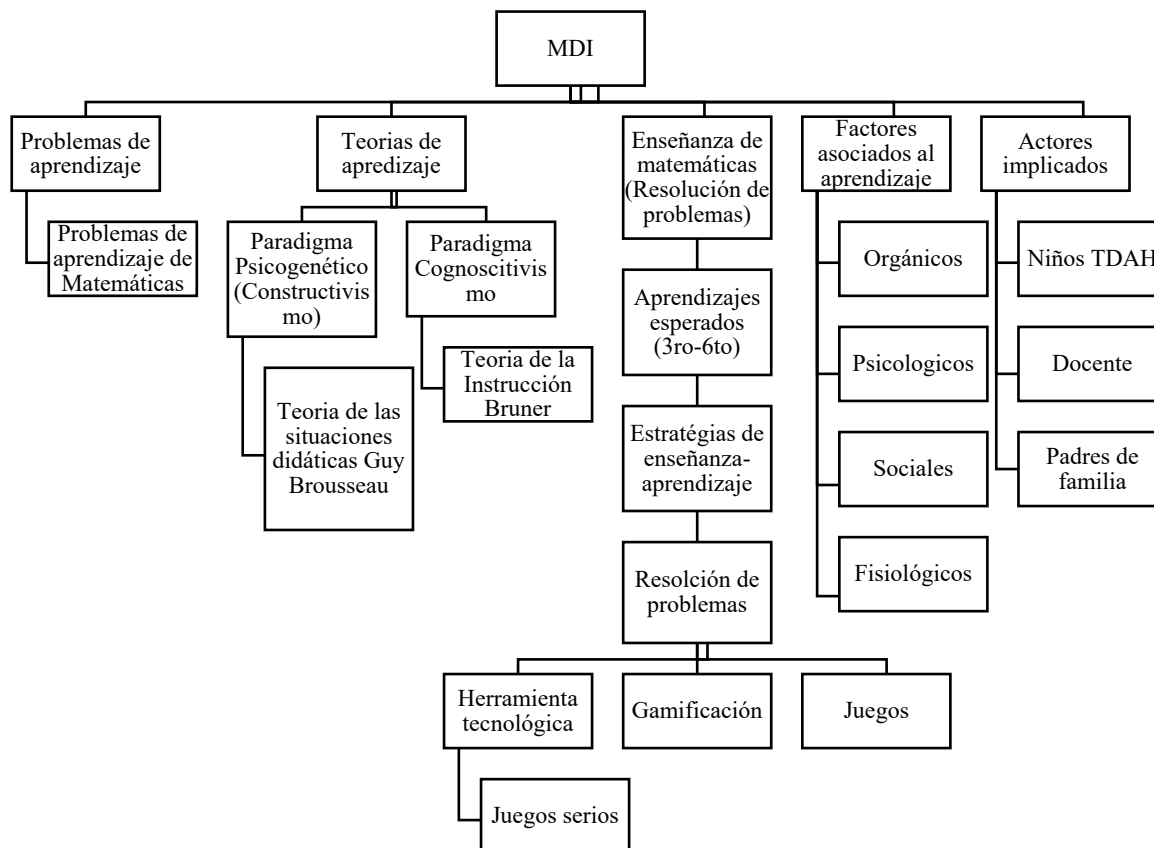 MDI
Problemas de
aprendizaje
Problemas de
aprendizaje de
Matemáticas
Teorias de
apredizaje
Paradigma
Psicogenético
(Constructivis
mo)
Teoria de las
situaciones
didáticas Guy
Brousseau
Paradigma
Cognoscitivis
mo
Teoria de la
Instrucción
Bruner
Enseñanza de
matemáticas
(Resolución de
problemas)
Aprendizajes
esperados
(3ro-6to)
Estratégias de
enseñanza-
aprendizaje
Resolción de
problemas
Herramienta
tecnológica
Juegos serios
Gamificación
Juegos
Factores
asociados al
aprendizaje
Orgánicos
Psicologicos
Sociales
Fisiológicos
Actores
implicados
Niños TDAH
Docente
Padres de
familia